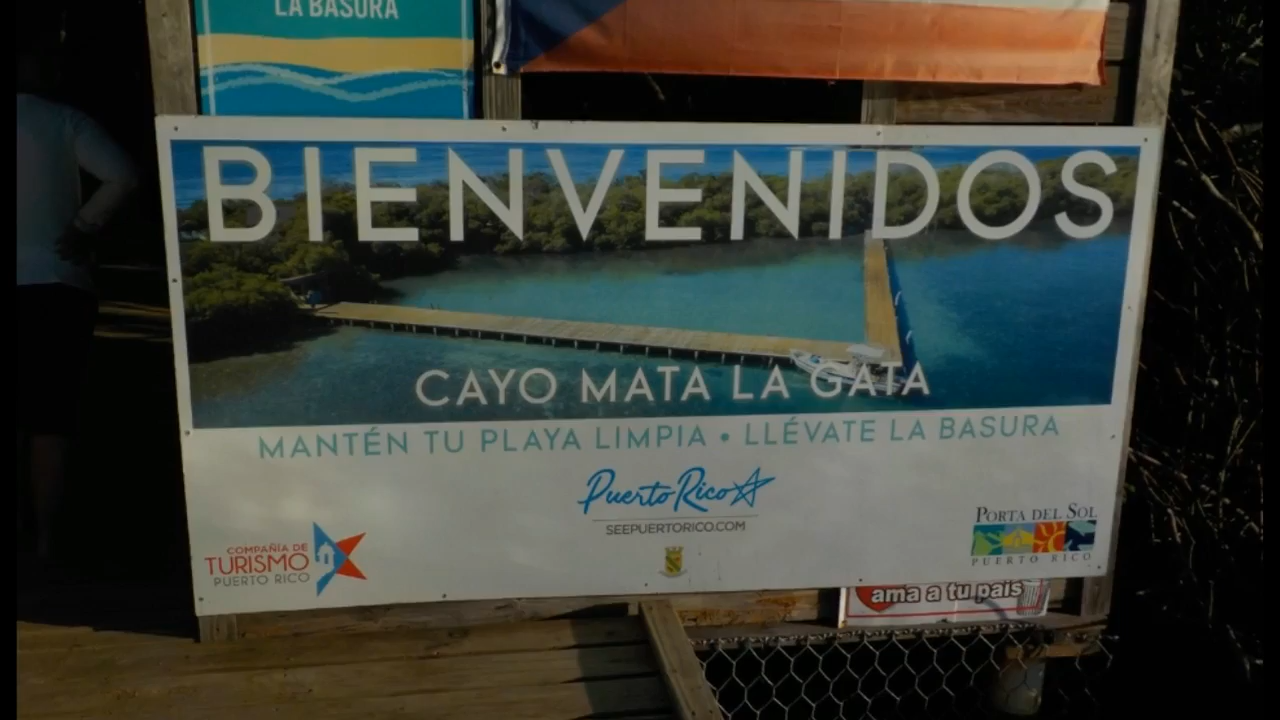 LA BASURA
BIENVENIDOS
CAYO MATA LA GATA
MANTÉN TU PLAYA LIMPIA • LLÉVATE LA BASURA
Puerto Rico
SEEPUERTORICO.COM
COMPAÑÍA DE
TURISMO
PUERTO RICO
PORTA DEL SOL
PUERTO RICO
ama a tu pais